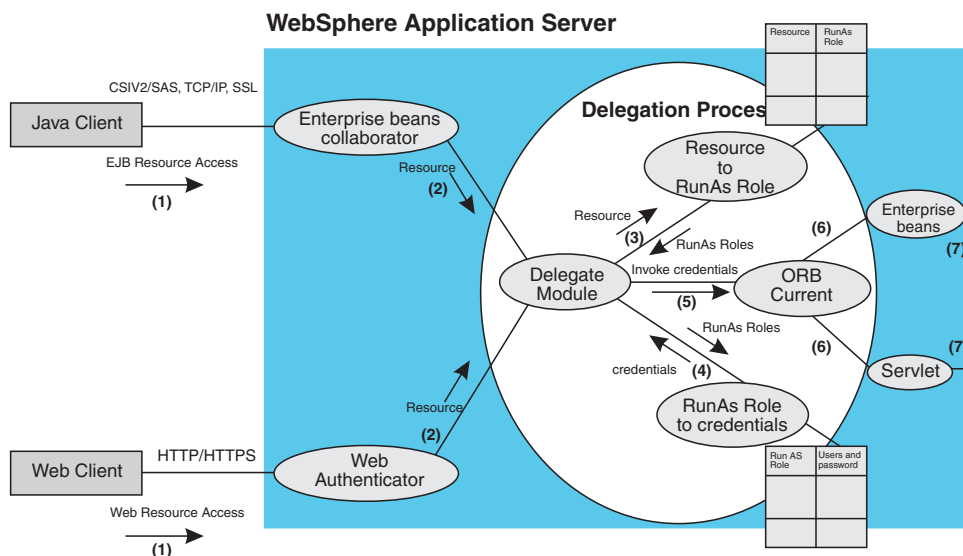 WebSphere Application Server
Resource
RunAs
Role
CSIV2/SAS, TCP/IP, SSL
Java Client
Enterprise beans
collaborator
Delegation Proces
EJB Resource Access
(1)
Resource
(2)
Resource
to
RunAs Role
Resource
(3)
RunAs Roles
(6)
Enterprise
beans
(7)
Delegate
Module
Invoke credentials
(5)
ORB
Current
RunAs Roles
(6)
(7
credentials
(4)
Servlet
Resource
(2)
RunAs Role
to credentials
HTTP/HTTPS
Web Client
Web
Authenticator
Run AS
Role
Users and
password
Web Resource Access
(1)